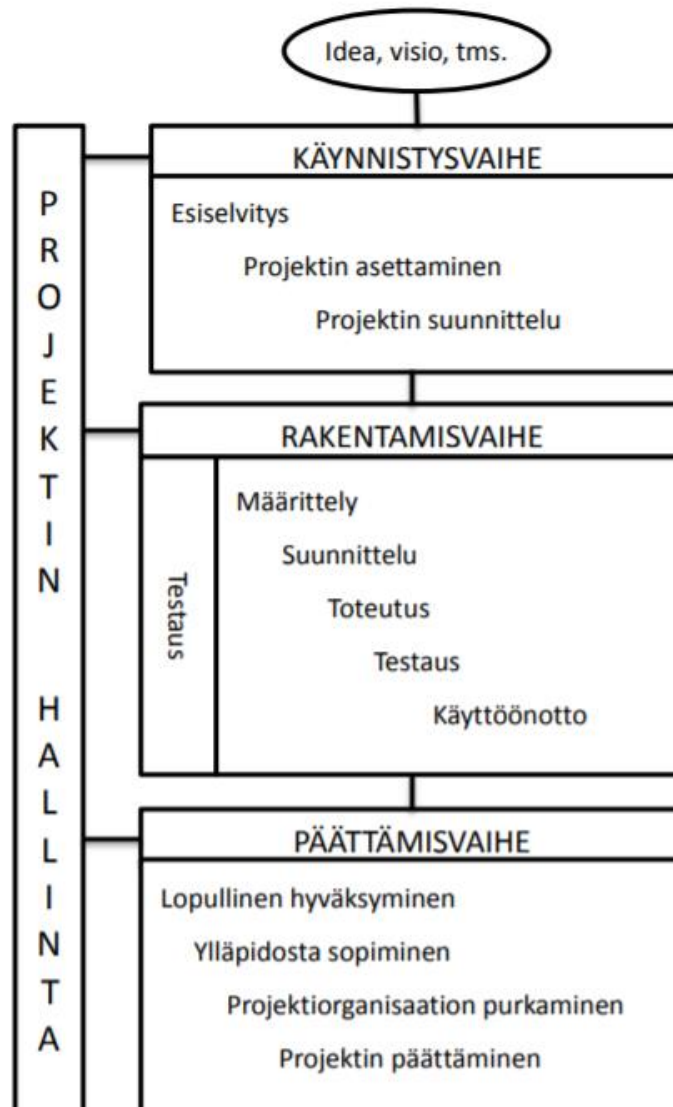 Idea, visio, tms.
PROJEKTIN HALLINTA
KÄYNNISTYSVAIHE
Esiselvitys
Projektin asettaminen
Projektin suunnittelu
RAKENTAMISVAIHE
Testaus
Määrittely
Suunnittelu
Toteutus
Testaus
Käyttöönotto
PÄÄTTÄMISVAIHE
Lopullinen hyväksyminen
Ylläpidosta sopiminen
Projektiorganisaation purkaminen
Projektin päättäminen